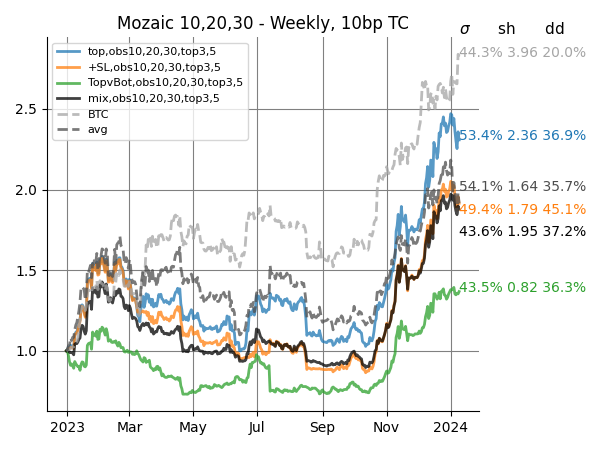 Mozaic 10,20,30 - Weekly, 10bp TC
σ sh dd
top,obs10,20,30,top3,5
+SL,obs10,20,30,top3,5
TopvBot,obs10,20,30,top3,5
mix,obs10,20,30,top3,5
BTC
avg
44.3% 3.96 20.0%
53.4% 2.36 36.9%
54.1% 1.64 35.7%
49.4% 1.79 45.1%
43.6% 1.95 37.2%
43.5% 0.82 36.3%
2.5
2.0
1.5
1.0
2023 Mar May Jul Sep Nov 2024